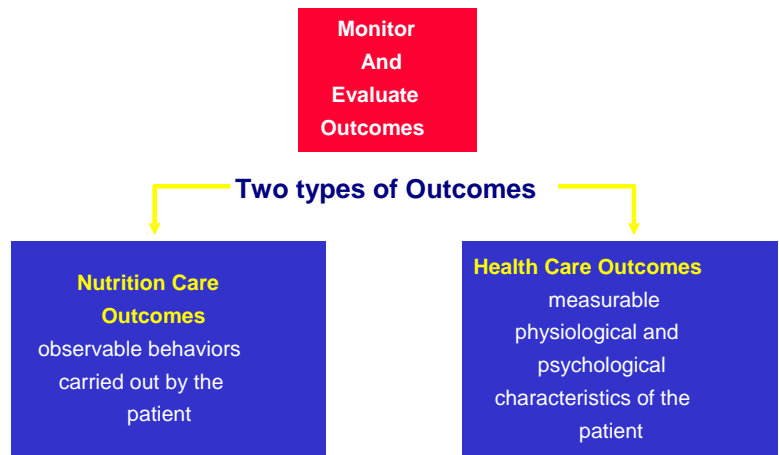 Monitor
And
Evaluate
Outcomes
Two types of Outcomes
Nutrition Care
Outcomes
observable behaviors
carried out by the
patient
Health Care Outcomes
measurable
physiological and
psychological
characteristics of the
patient